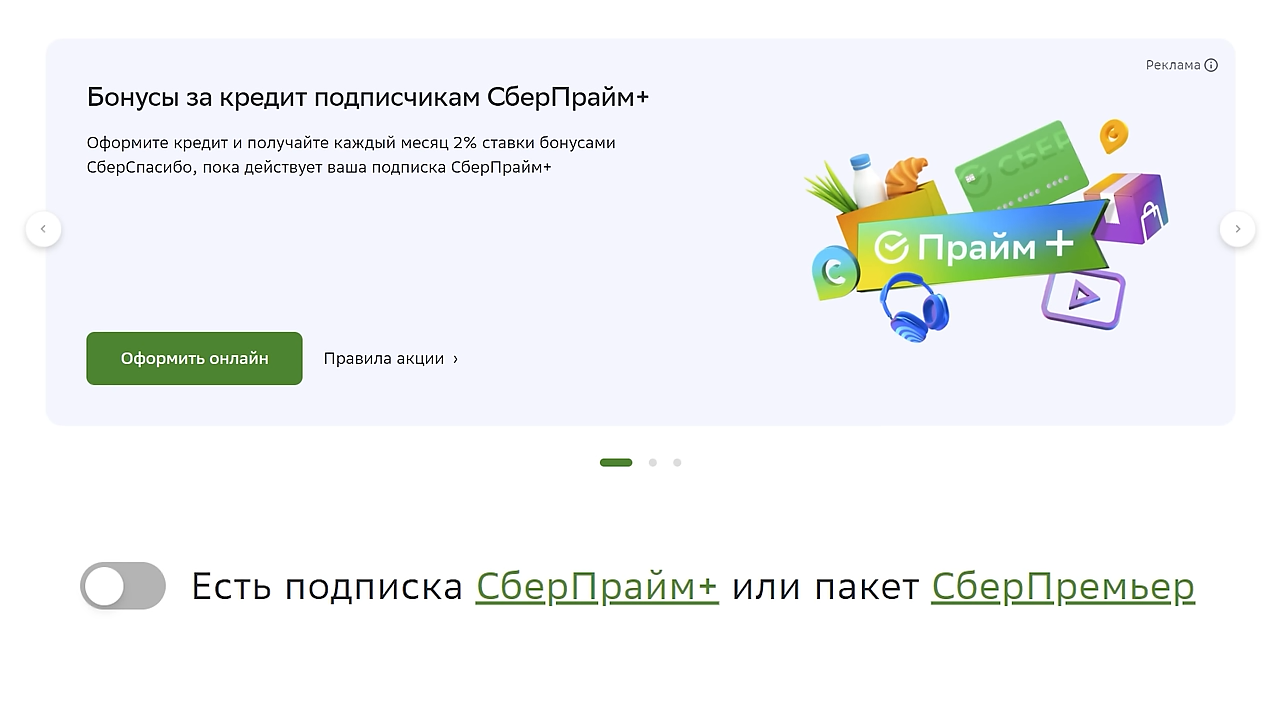 Реклама
Бонусы за кредит подписчикам СберПрайм+
Оформите кредит и получайте каждый месяц 2% ставки бонусами
СберСпасибо, пока действует ваша подписка СберПрайм+
СБЕР
Прайм+
Оформить онлайн
Правила акции ›
Есть подписка СберПрайм+ или пакет СберПремьер